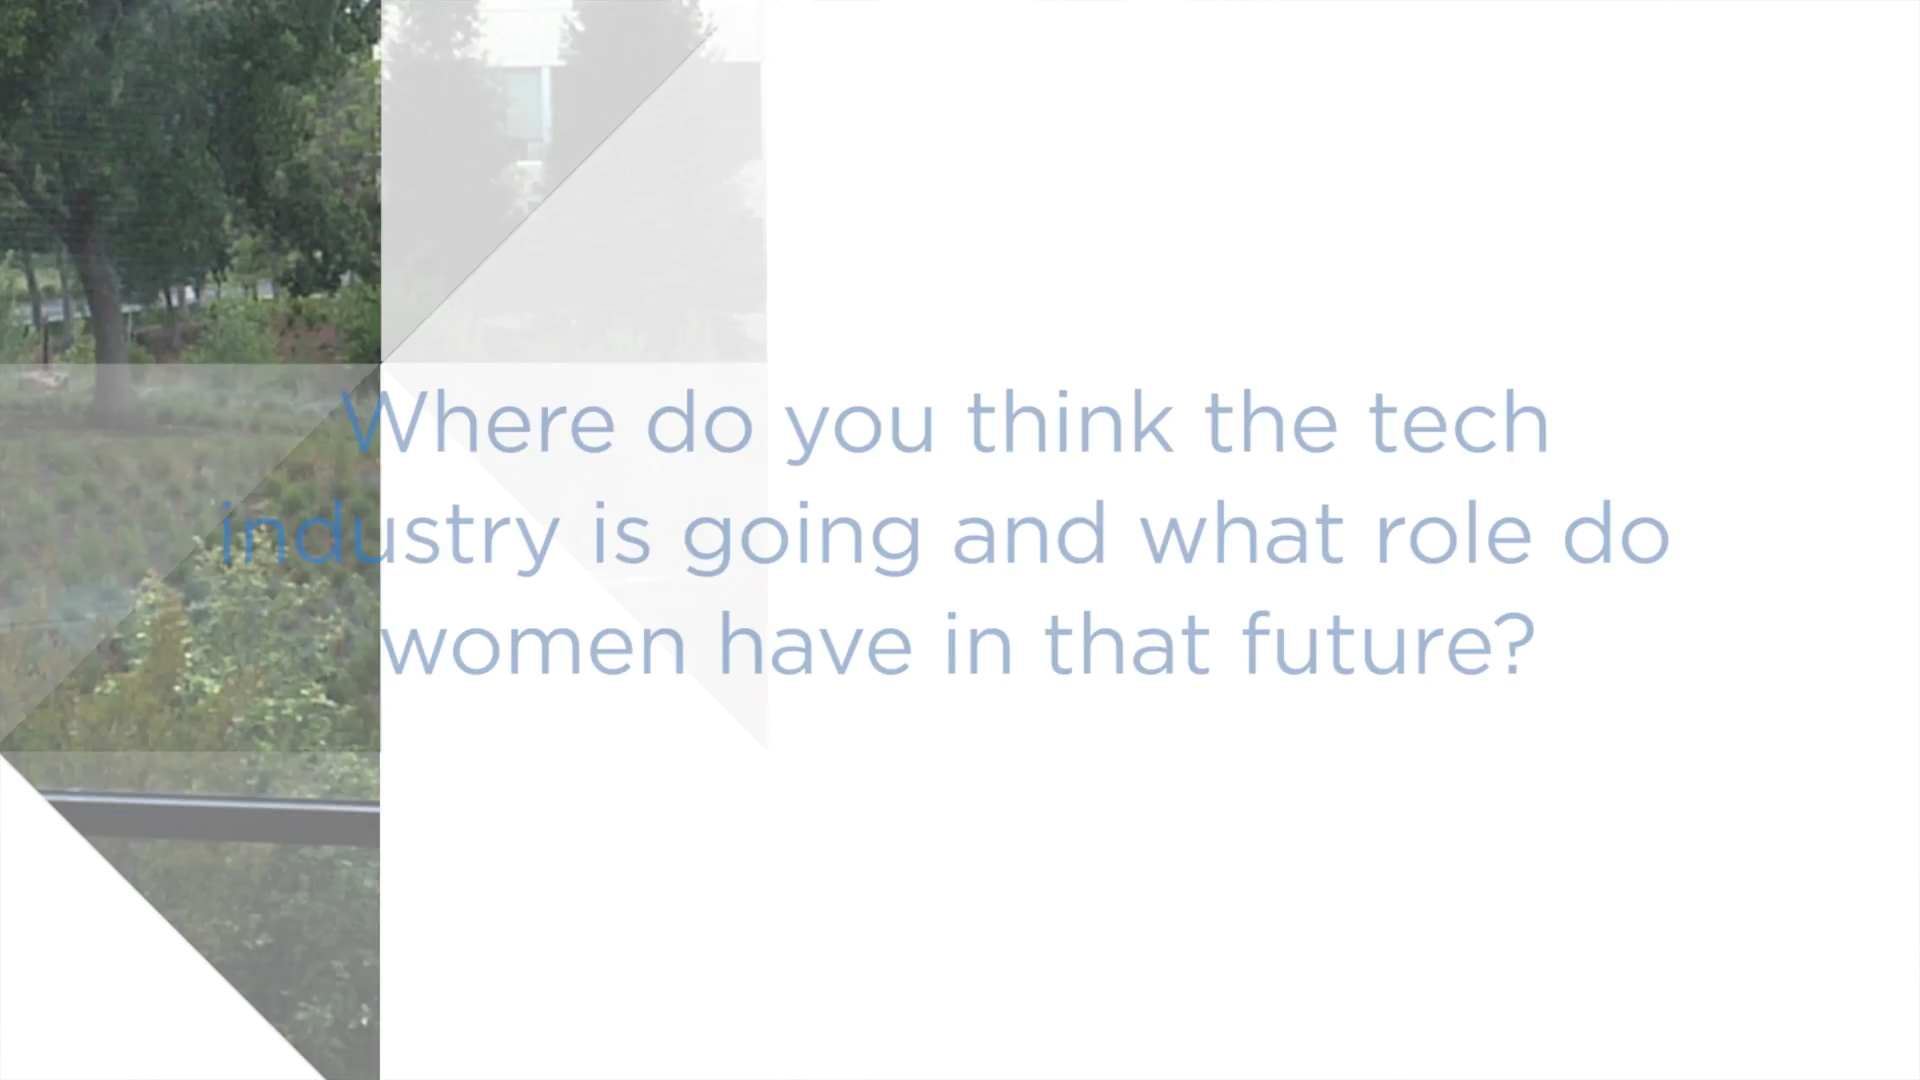 Where do you think the tech
industry is going and what role do
women have in that future?